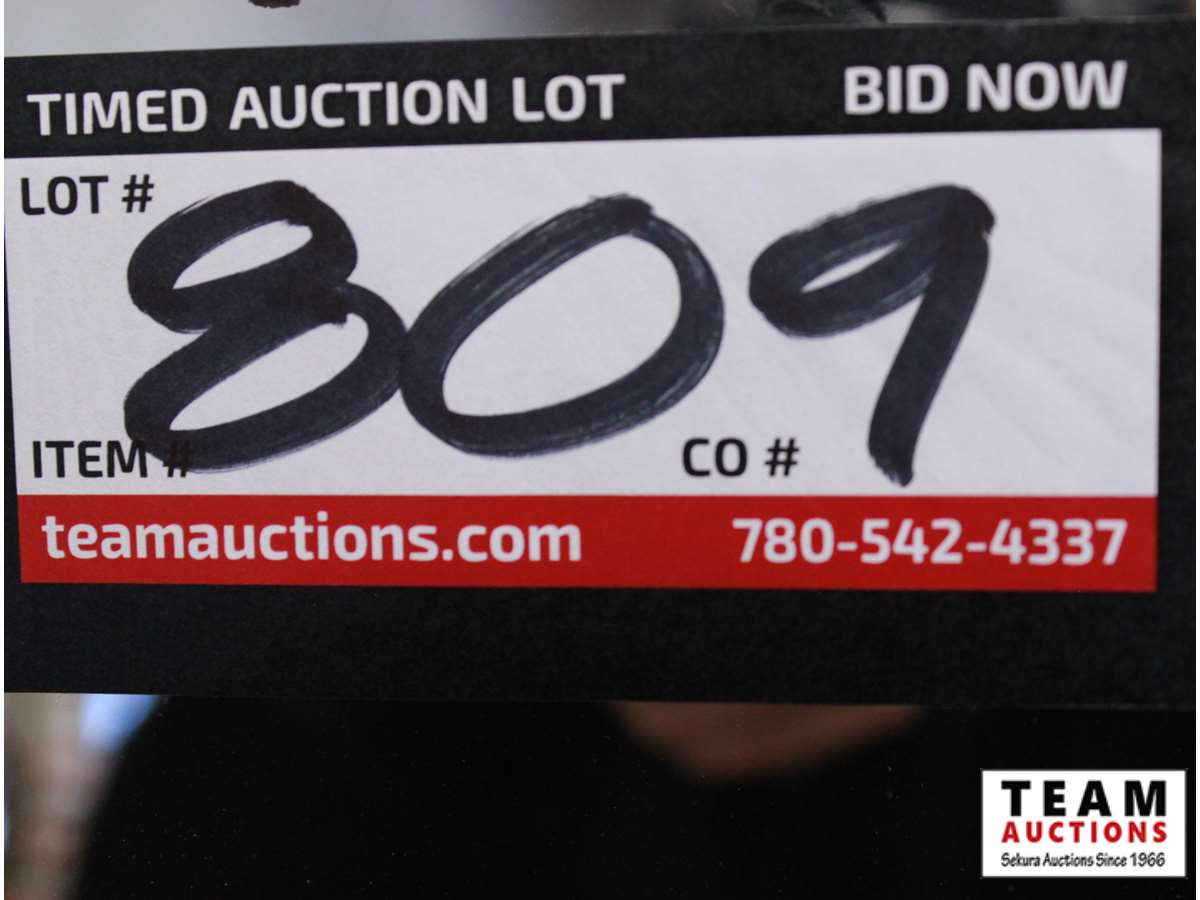 TIMED AUCTION LOT BID NOW
LOT #
809
ITEM # CO #
teamauctions.com 780-542-4337
TEAM
AUCTIONS
Sekura Auctions Since 1966